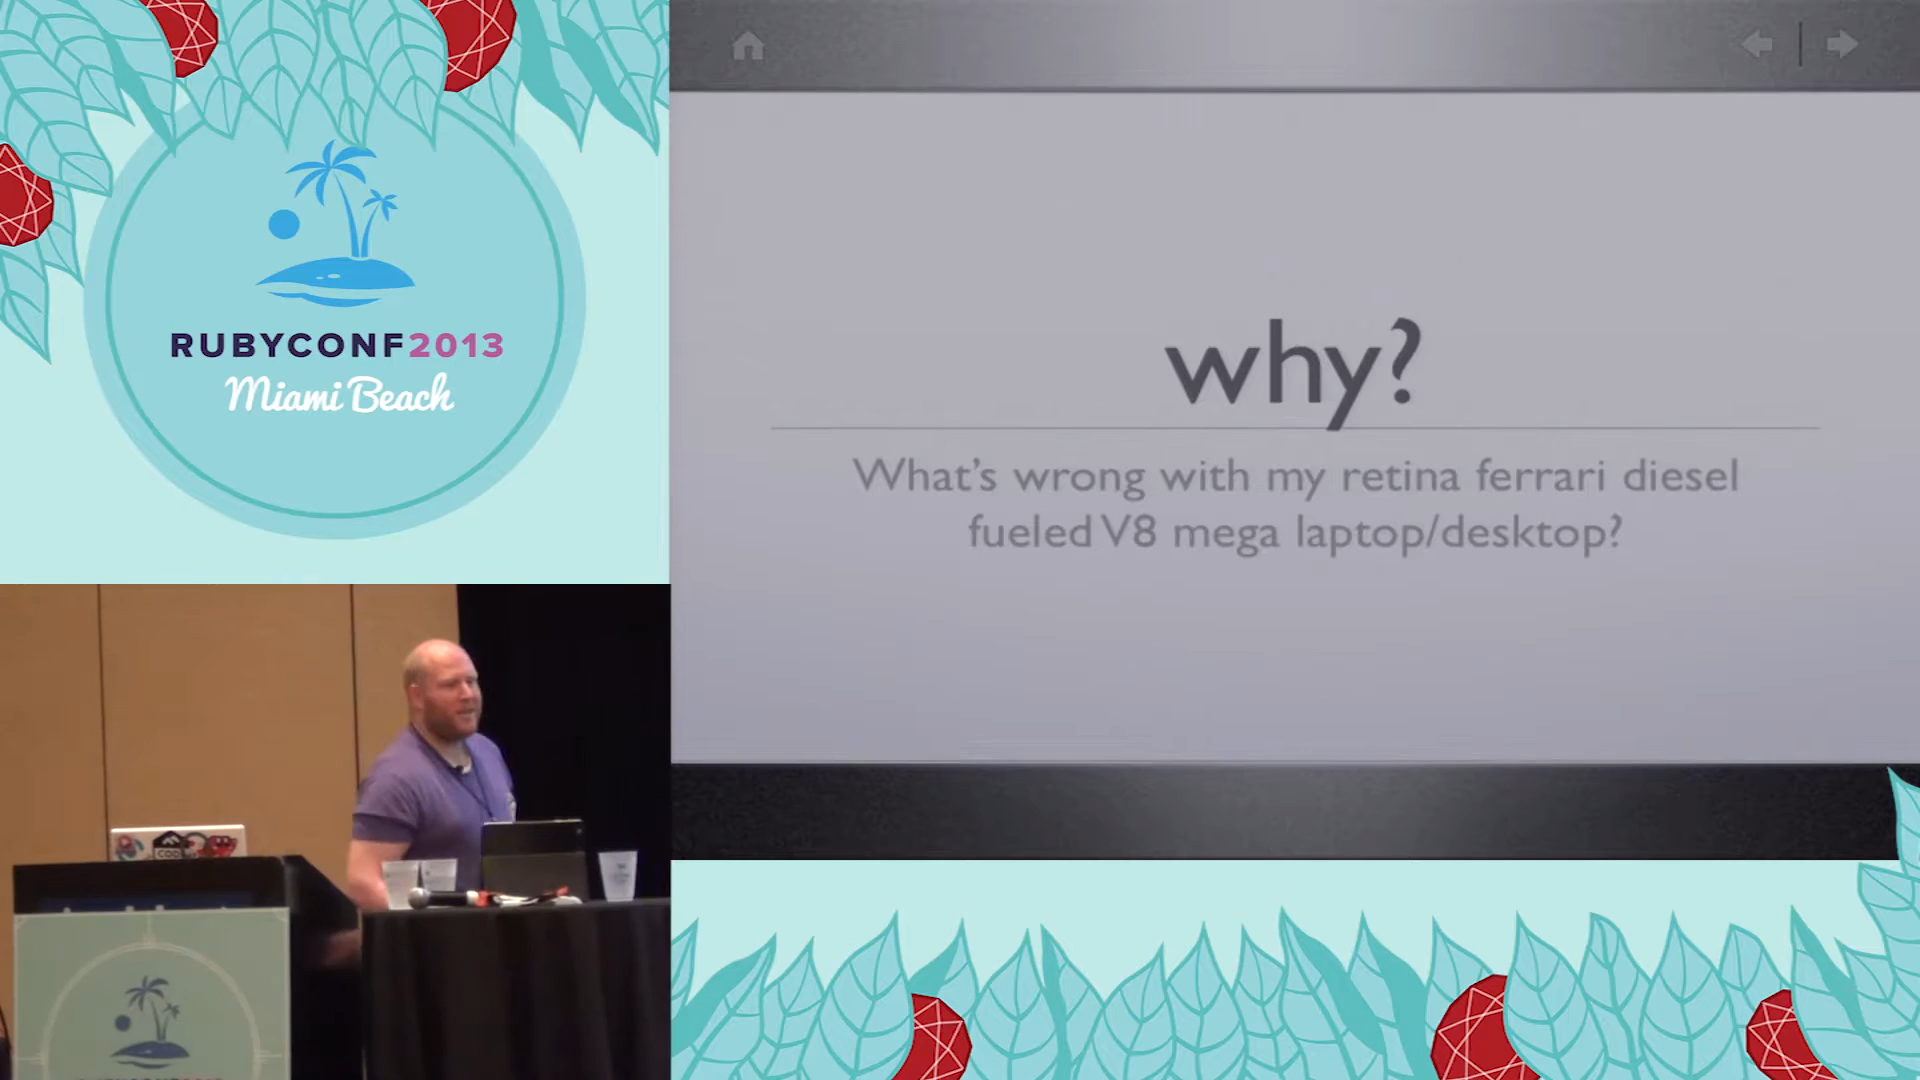 RUBYCONF2013
Miami Beach
why?
What's wrong with my retina ferrari diesel
fueled V8 mega laptop/desktop?